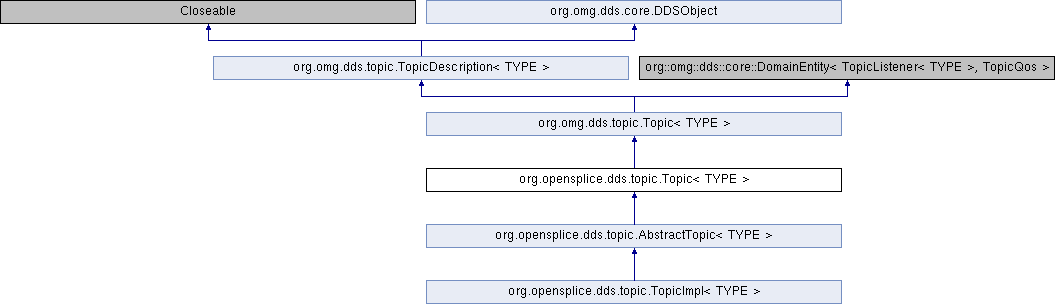 Closeable
org.omg.dds.core.DDSObject
org.omg.dds.topic.TopicDescription< TYPE >
org::omg::dds::core::DomainEntity< TopicListener< TYPE >, TopicQos >
org.omg.dds.topic.Topic< TYPE >
org.opensplice.dds.topic.Topic< TYPE >
org.opensplice.dds.topic.AbstractTopic< TYPE >
org.opensplice.dds.topic.TopicImpl< TYPE >